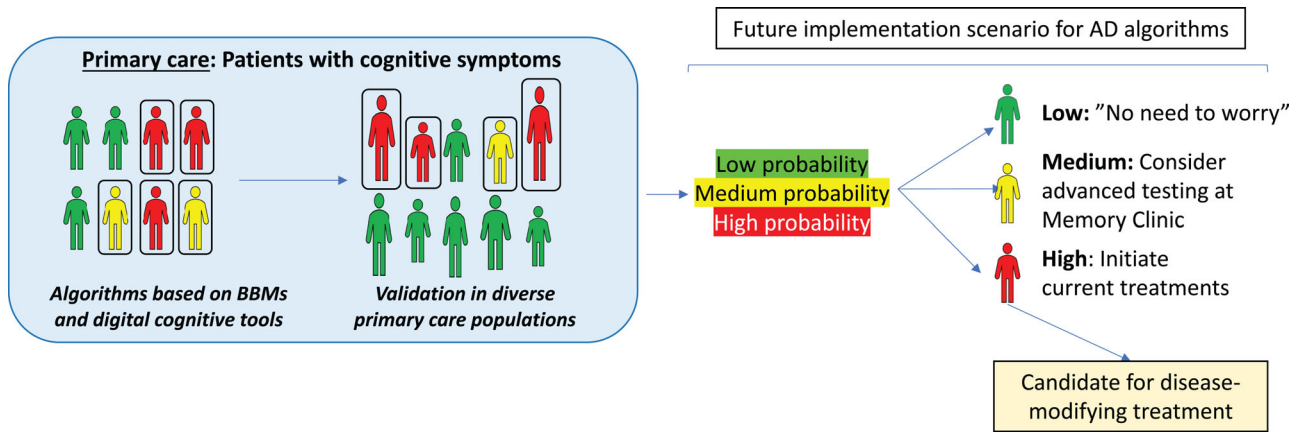 Primary care: Patients with cognitive symptoms
Algorithms based on BBMs
and digital cognitive tools
Validation in diverse
primary care populations
Future implementation scenario for AD algorithms
Low probability
Medium probability
High probability
Low: ”No need to worry”
Medium: Consider
advanced testing at
Memory Clinic
High: Initiate
current treatments
Candidate for disease-
modifying treatment